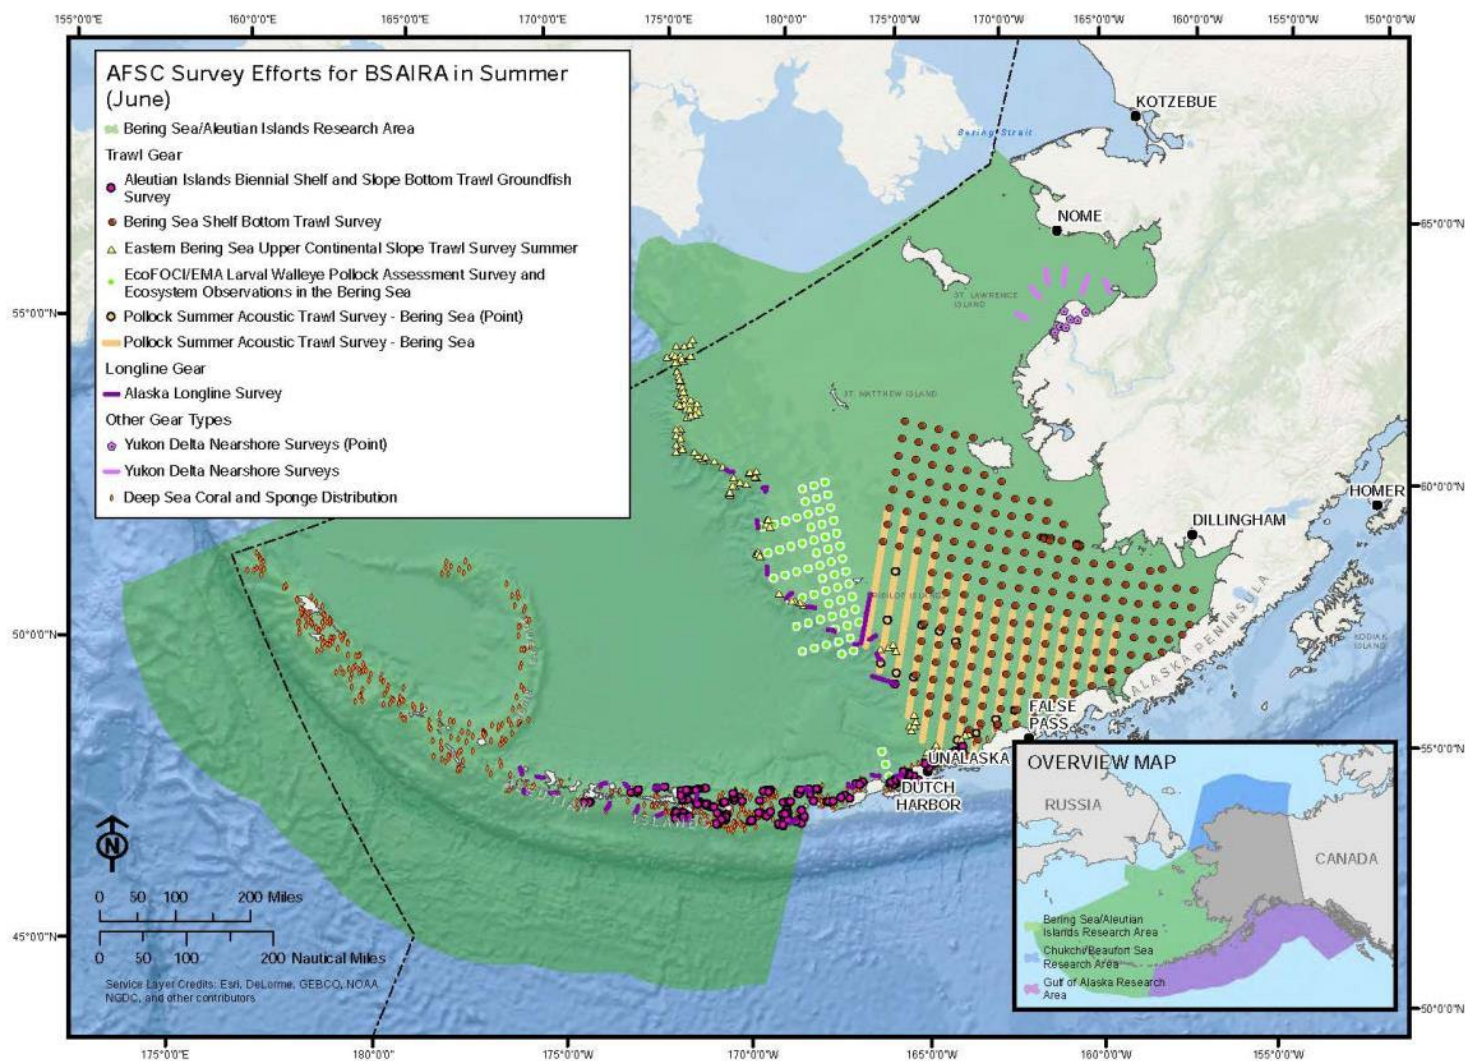 155°0'0"E 160°0'0"E 165°0'0"E 170°0'0"E 175°0'0"E 180°0'0" 175°0'0"W 170°0'0"W 165°0'0"W 160°0'0"W 155°0'0"W 150°0'0"W
AFSC Survey Efforts for BSAIRA in Summer
(June)
Bering Sea/Aleutian Islands Research Area
Trawl Gear
Aleutian Islands Biennial Shelf and Slope Bottom Trawl Groundfish
Survey
Bering Sea Shelf Bottom Trawl Survey
Eastern Bering Sea Upper Continental Slope Trawl Survey Summer
EcoFOCI/EMA Larval Walleye Pollock Assessment Survey and
Ecosystem Observations in the Bering Sea
Pollock Summer Acoustic Trawl Survey - Bering Sea (Point)
Pollock Summer Acoustic Trawl Survey - Bering Sea
Longline Gear
Alaska Longline Survey
Other Gear Types
Yukon Delta Nearshore Surveys (Point)
Yukon Delta Nearshore Surveys
Deep Sea Coral and Sponge Distribution
KOTZEBUE
Bering Strait
NOME
65°0'0"N
ST. LAWRENCE
ISLAND
55°0'0"N
ST. MATTHEW ISLAND
60°0'0"N
HOMER
DILLINGHAM
ALASKA PENINSULA
KODIAK
ISLAND
50°0'0"N
FALSE
PASS
55°0'0"N
UNALASKA
DUTCH
HARBOR
ALEUTIAN ISLANDS
N
0 50 100 200 Miles
0 50 100 200 Nautical Miles
45°0'0"N
Service Layer Credits: Esri, DeLorme, GEBCO, NOAA
NGDC, and other contributors
OVERVIEW MAP
RUSSIA
CANADA
Bering Sea/Aleutian
Islands Research Area
Chukchi/Beaufort Sea
Research Area
Gulf of Alaska Research
Area
50°0'0"N
175°0'0"E 180°0'0" 175°0'0"W 170°0'0"W 165°0'0"W 160°0'0"W 155°0'0"W